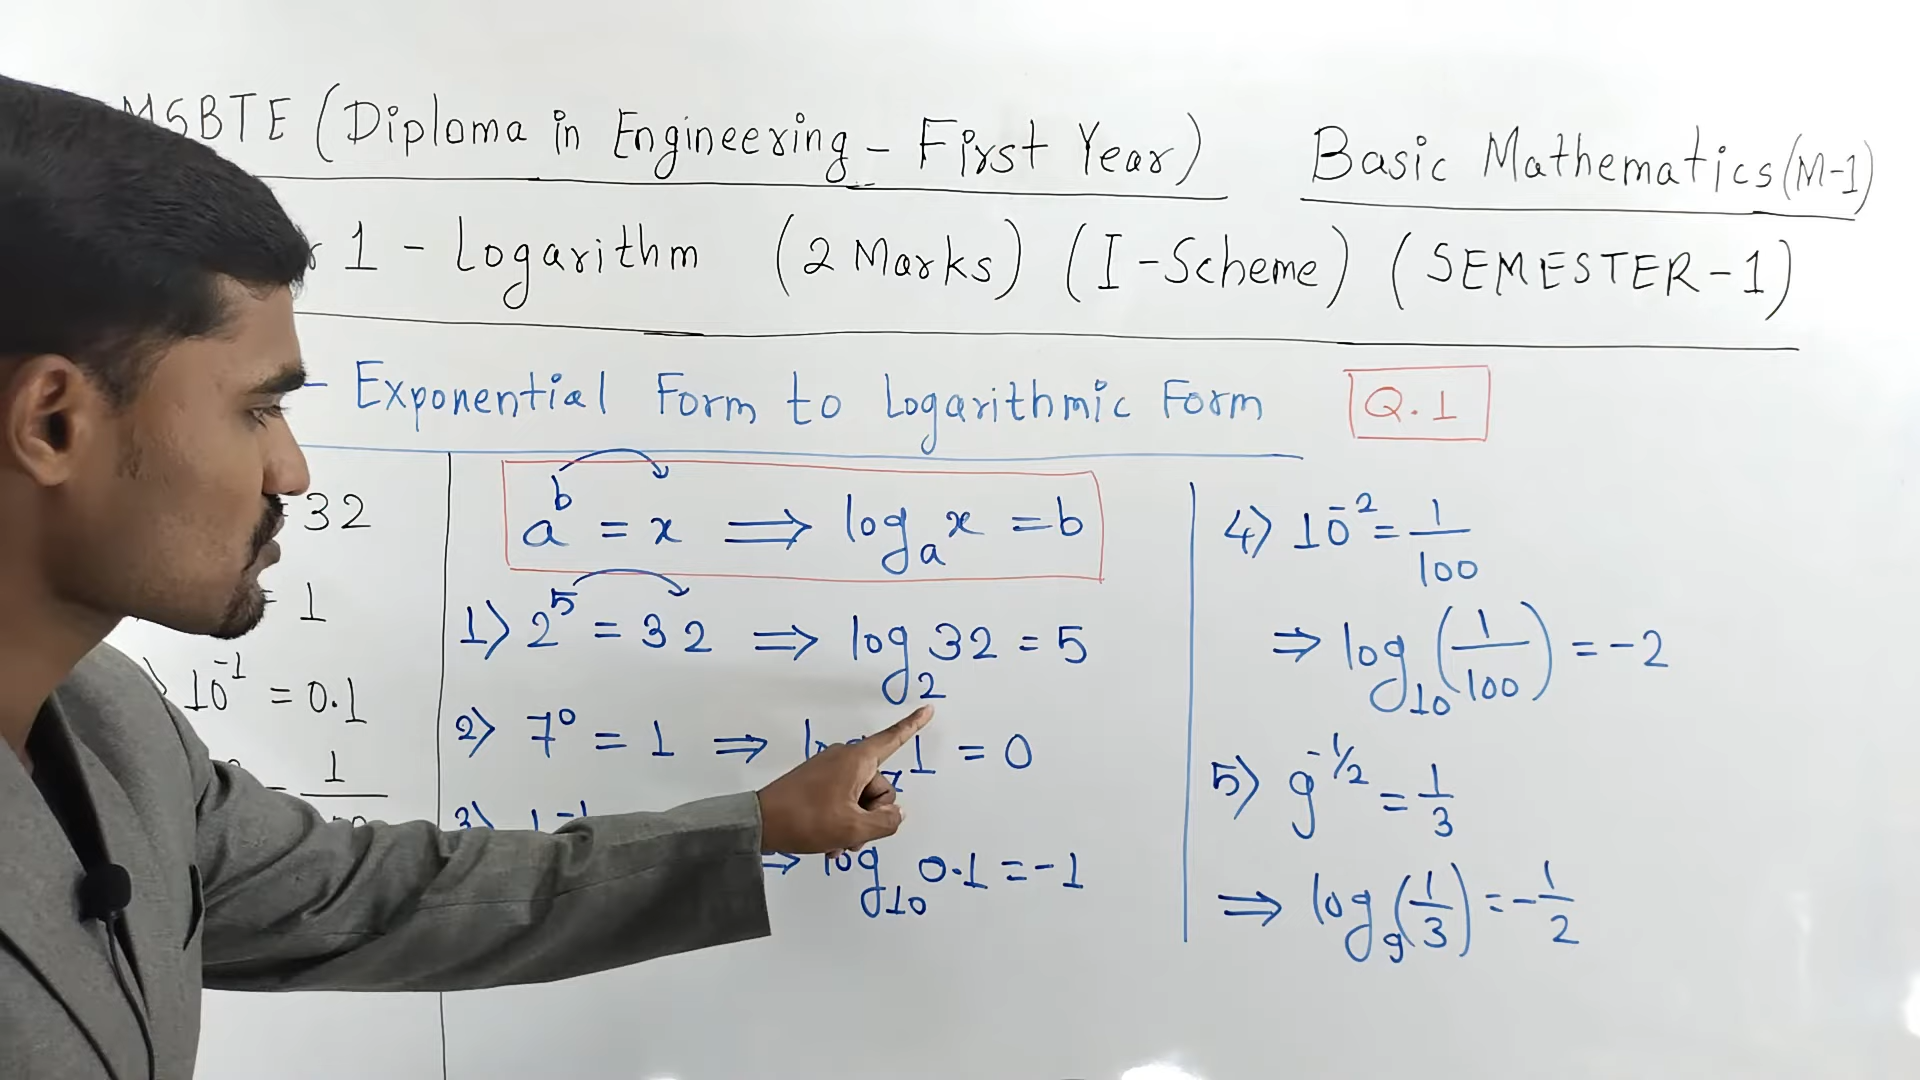 MSBTE (Diploma in Engineering - First Year) Basic Mathematics (M-1)
1 - Logarithm (2 Marks) (I-Scheme) (SEMESTER-1)
- Exponential Form to Logarithmic Form Q.1
= 32
= 1
10⁻¹ = 0.1
1
aᵇ = x ⟹ logₐ x = b
1) 2⁵ = 32 ⟹ log₂ 32 = 5
2) 7⁰ = 1 ⟹ log₇ 1 = 0
3)
⟹ log₁₀ 0.1 = -1
4) 10⁻² = 1/100
⟹ log₁₀ (1/100) = -2
5) 9^(-1/2) = 1/3
⟹ log₉ (1/3) = -1/2